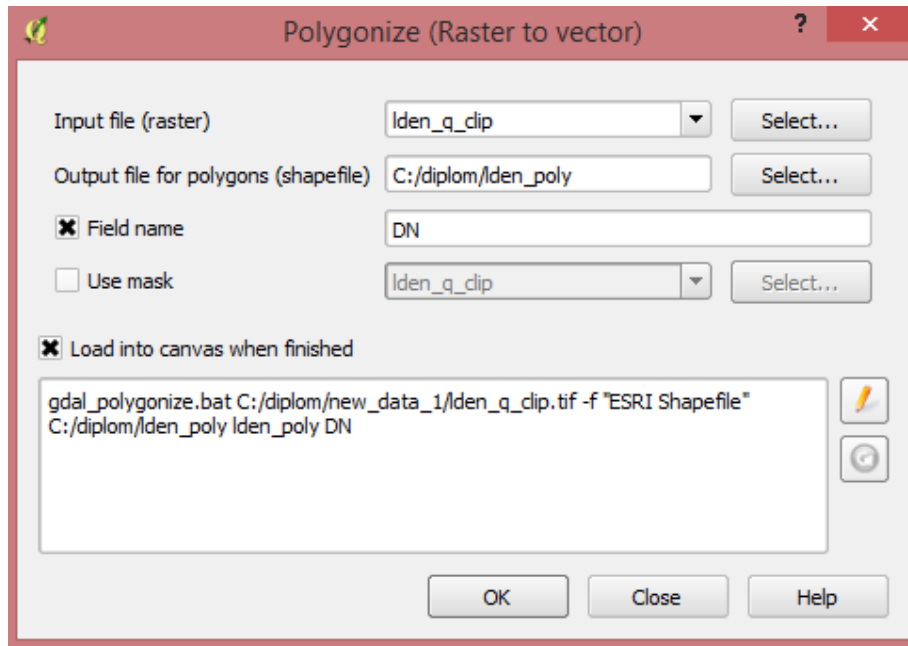 Polygonize (Raster to vector)
?
×
Input file (raster)
lden_q_clip
Select...
Output file for polygons (shapefile)
C:/diplom/lden_poly
Select...
Field name
DN
Use mask
lden_q_clip
Select...
Load into canvas when finished
gdal_polygonize.bat C:/diplom/new_data_1/lden_q_clip.tif -f "ESRI Shapefile"
C:/diplom/lden_poly lden_poly DN
OK
Close
Help